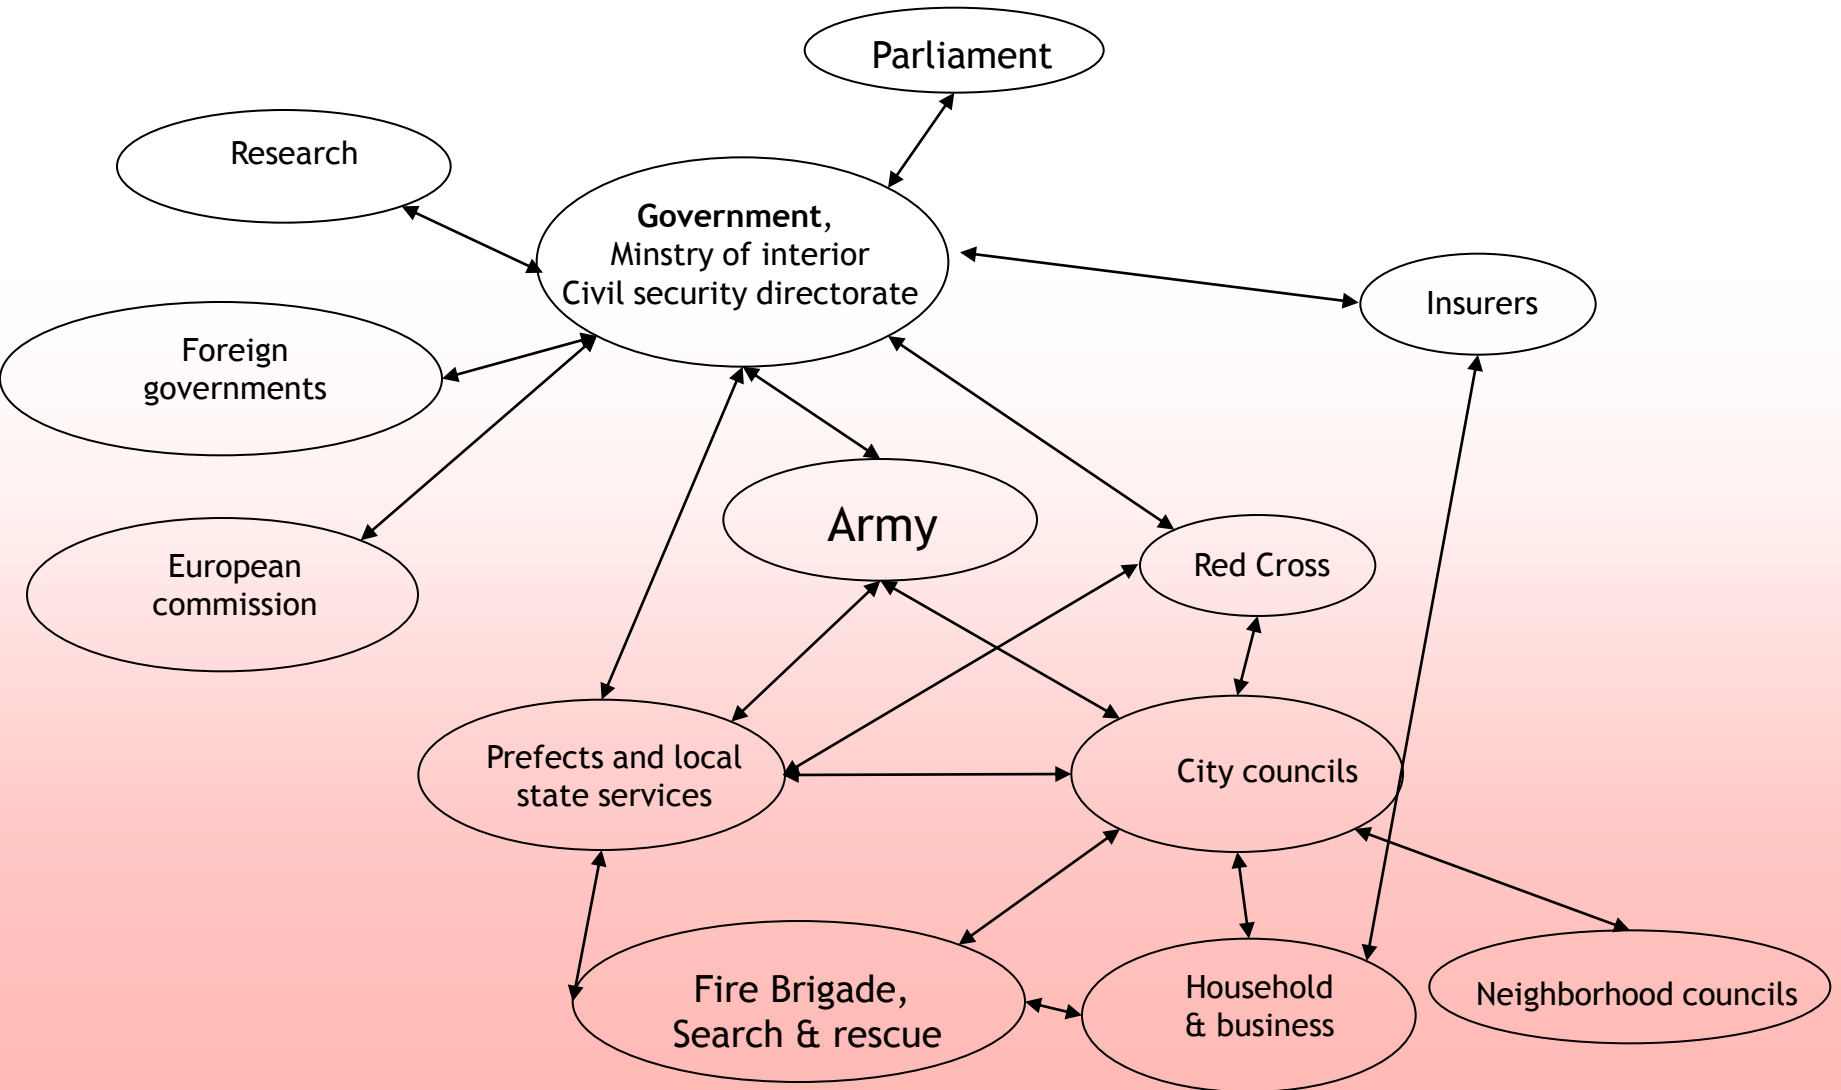 Parliament
Research
Government,
Minstry of interior
Civil security directorate
Insurers
Foreign
governments
Army
Red Cross
European
commission
Prefects and local
state services
City councils
Fire Brigade,
Search & rescue
Household
& business
Neighborhood councils